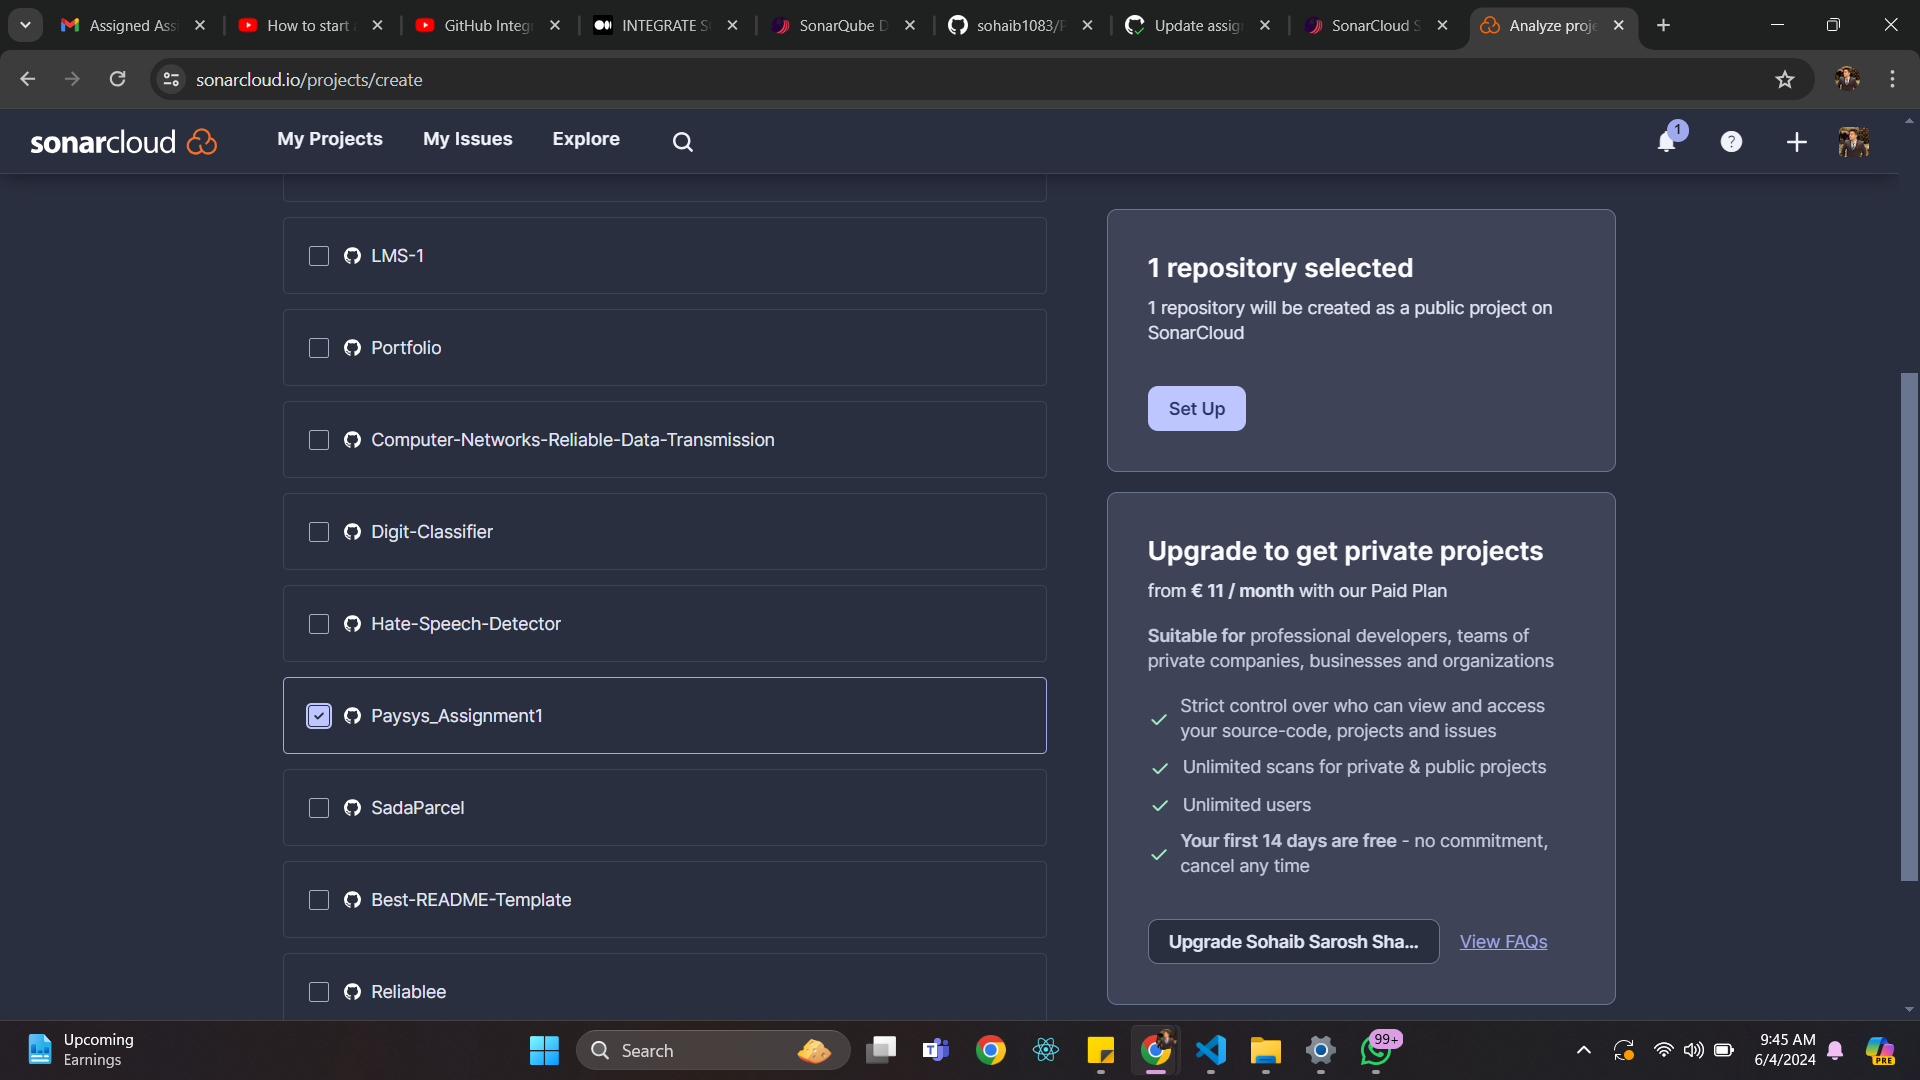 Assigned Ass
How to start a
GitHub Integ
INTEGRATE S
SonarQube D
sohaib1083/P
Update assig
SonarCloud S
Analyze proje
sonarcloud.io/projects/create
sonarcloud
My Projects
My Issues
Explore
1
?
LMS-1
Portfolio
Computer-Networks-Reliable-Data-Transmission
Digit-Classifier
Hate-Speech-Detector
Paysys_Assignment1
SadaParcel
Best-README-Template
Reliablee
1 repository selected
1 repository will be created as a public project on
SonarCloud
Set Up
Upgrade to get private projects
from € 11 / month with our Paid Plan
Suitable for professional developers, teams of
private companies, businesses and organizations
Strict control over who can view and access
your source-code, projects and issues
Unlimited scans for private & public projects
Unlimited users
Your first 14 days are free - no commitment,
cancel any time
Upgrade Sohaib Sarosh Sha...
View FAQs
Upcoming
Earnings
Search
99+
9:45 AM
6/4/2024
PRE